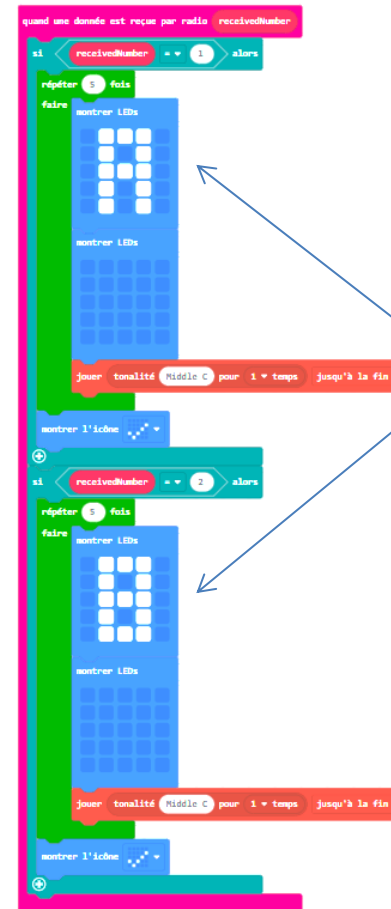 quand une donnée est reçue par radio receivedNumber
si receivedNumber = 1 alors
répéter 5 fois
faire
montrer LEDs
montrer LEDs
jouer tonalité Middle C pour 1 temps jusqu'à la fin
montrer l'icône
si receivedNumber = 2 alors
répéter 5 fois
faire
montrer LEDs
montrer LEDs
jouer tonalité Middle C pour 1 temps jusqu'à la fin
montrer l'icône